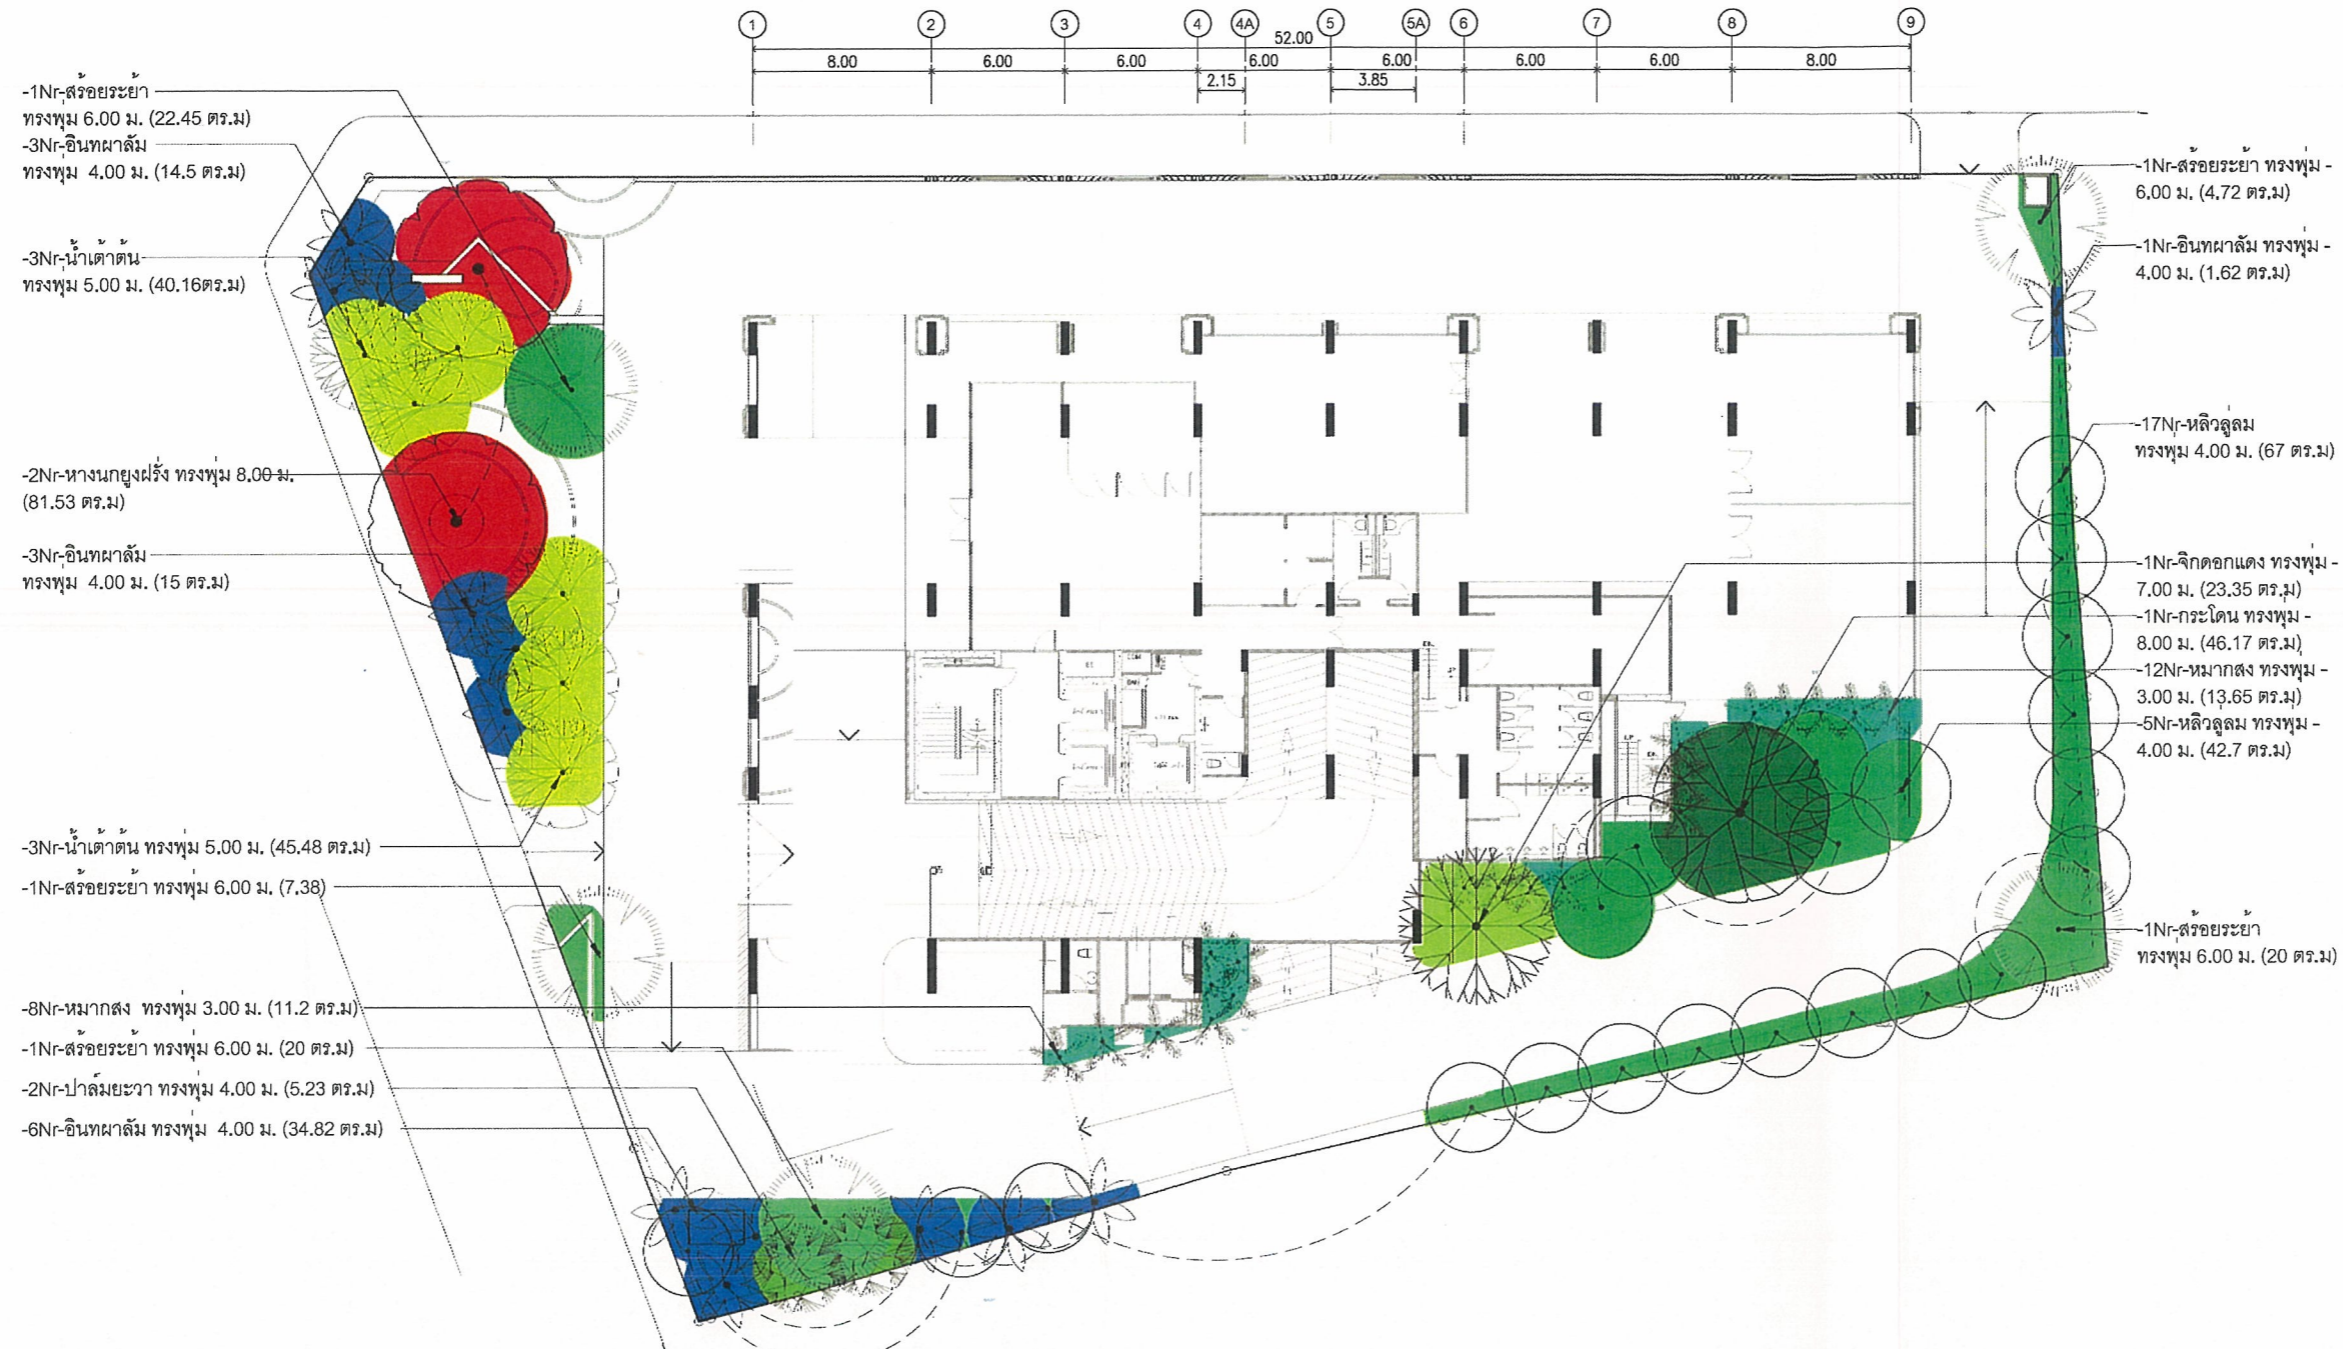 1 2 3 4 4A 5 5A 6 7 8 9
52.00
8.00 6.00 6.00 6.00 6.00 6.00 6.00 8.00
2.15 3.85
-1Nr-สร้อยระย้า
ทรงพุ่ม 6.00 ม. (22.45 ตร.ม)
-3Nr-อินทผาลัม
ทรงพุ่ม 4.00 ม. (14.5 ตร.ม)
-3Nr-น้ำเต้าต้น
ทรงพุ่ม 5.00 ม. (40.16ตร.ม)
-2Nr-หางนกยูงฝรั่ง ทรงพุ่ม 8.00 ม.
(81.53 ตร.ม)
-3Nr-อินทผาลัม
ทรงพุ่ม 4.00 ม. (15 ตร.ม)
-3Nr-น้ำเต้าต้น ทรงพุ่ม 5.00 ม. (45.48 ตร.ม)
-1Nr-สร้อยระย้า ทรงพุ่ม 6.00 ม. (7.38)
-8Nr-หมากสง ทรงพุ่ม 3.00 ม. (11.2 ตร.ม)
-1Nr-สร้อยระย้า ทรงพุ่ม 6.00 ม. (20 ตร.ม)
-2Nr-ปาล์มยะวา ทรงพุ่ม 4.00 ม. (5.23 ตร.ม)
-6Nr-อินทผาลัม ทรงพุ่ม 4.00 ม. (34.82 ตร.ม)
-1Nr-สร้อยระย้า ทรงพุ่ม -
6.00 ม. (4.72 ตร.ม)
-1Nr-อินทผาลัม ทรงพุ่ม -
4.00 ม. (1.62 ตร.ม)
-17Nr-หลิวลู่ลม
ทรงพุ่ม 4.00 ม. (67 ตร.ม)
-1Nr-จิกดอกแดง ทรงพุ่ม -
7.00 ม. (23.35 ตร.ม)
-1Nr-กระโดน ทรงพุ่ม -
8.00 ม. (46.17 ตร.ม)
-12Nr-หมากสง ทรงพุ่ม -
3.00 ม. (13.65 ตร.ม)
-5Nr-หลิวลู่ลม ทรงพุ่ม -
4.00 ม. (42.7 ตร.ม)
-1Nr-สร้อยระย้า
ทรงพุ่ม 6.00 ม. (20 ตร.ม)